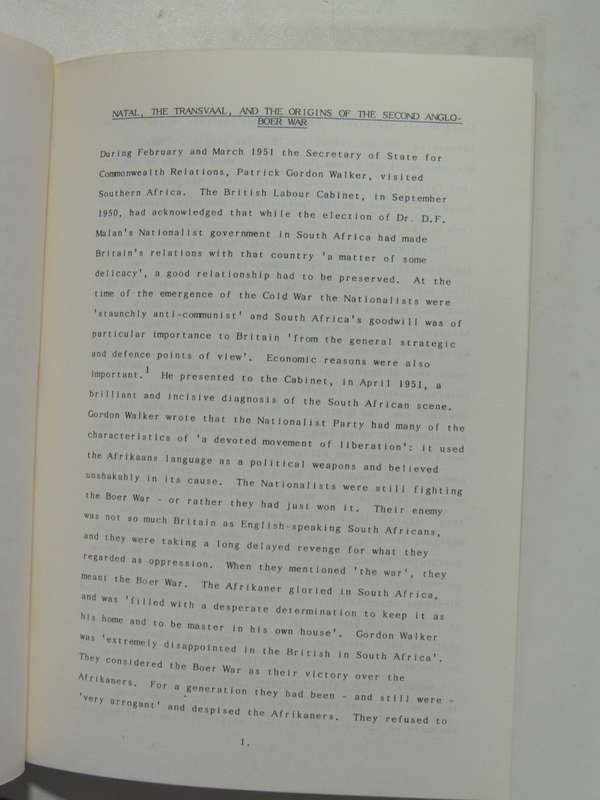 NATAL, THE TRANSVAAL, AND THE ORIGINS OF THE SECOND ANGLO-
BOER WAR
During February and March 1951 the Secretary of State for
Commonwealth Relations, Patrick Gordon Walker, visited
Southern Africa. The British Labour Cabinet, in September
1950, had acknowledged that while the election of Dr. D.F.
Malan's Nationalist government in South Africa had made
Britain's relations with that country 'a matter of some
delicacy', a good relationship had to be preserved. At the
time of the emergence of the Cold War the Nationalists were
'staunchly anti-communist' and South Africa's goodwill was of
particular importance to Britain 'from the general strategic
and defence points of view'. Economic reasons were also
important.1 He presented to the Cabinet, in April 1951, a
brilliant and incisive diagnosis of the South African scene.
Gordon Walker wrote that the Nationalist Party had many of the
characteristics of 'a devoted movement of liberation': it used
the Afrikaans language as a political weapons and believed
unshakably in its cause. The Nationalists were still fighting
the Boer War - or rather they had just won it. Their enemy
was not so much Britain as English-speaking South Africans,
and they were taking a long delayed revenge for what they
regarded as oppression. When they mentioned 'the war', they
meant the Boer War. The Afrikaner gloried in South Africa,
and was 'filled with a desperate determination to keep it as
his home and to be master in his own house'. Gordon Walker
was 'extremely disappointed in the British in South Africa'.
They considered the Boer War as their victory over the
Afrikaners. For a generation they had been - and still were -
'very arrogant' and despised the Afrikaners. They refused to
1.